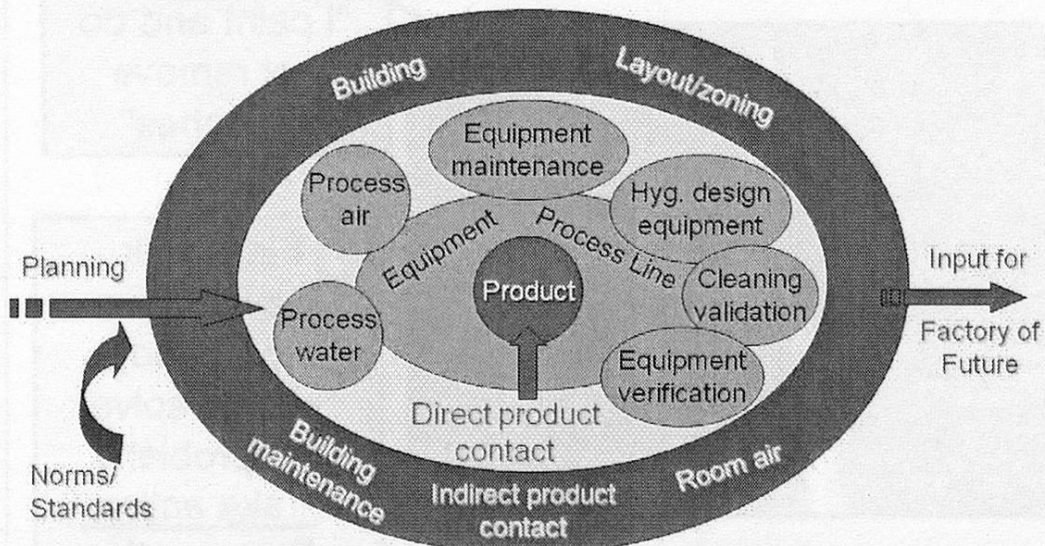 Building
Layout/zoning
Equipment
maintenance
Process
air
Hyg. design
equipment
Equipment
Process Line
Planning
Product
Cleaning
validation
Input for
Factory of
Future
Process
water
Equipment
verification
Direct product
contact
Norms/
Standards
Building
maintenance
Indirect product
contact
Room air